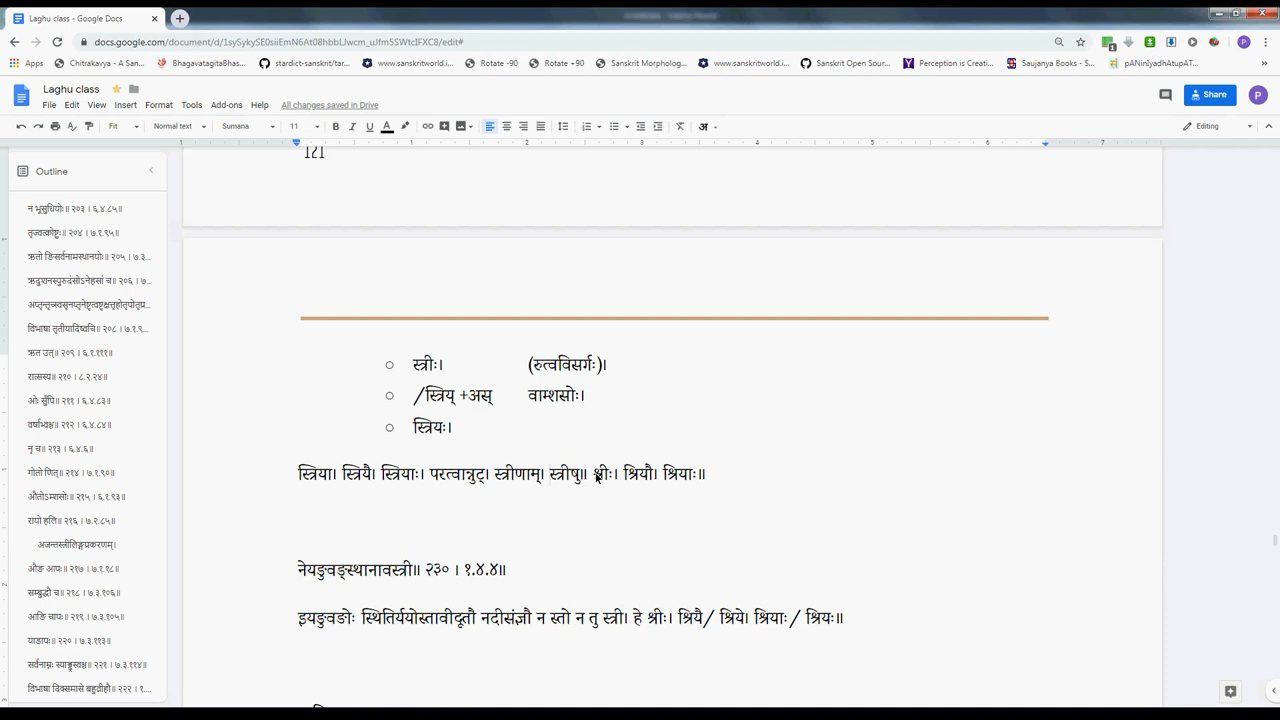 Laghu class - Google Docs
docs.google.com/document/d/1sySykySE0siiEmN6At08hbbLJwcm_uJfm5SWtcIFXC8/edit#
Apps Chitrakavya - A San... BhagavatagitaBhas... stardict-sanskrit/tar... www.sanskritworld.i... Rotate -90 Rotate +90 Sanskrit Morpholog... www.sanskritworld.i... Sanskrit Open Sour... Perception is Creati... Saujanya Books - S... pANinIyadhAtupAT... »
Laghu class
File Edit View Insert Format Tools Add-ons Help All changes saved in Drive
Share P
Fit Normal text Sumana 11 B I U A Editing
1 1 2 3 4 5 6 7
Outline
न भूसुधियोः॥ २०३ । ६.४.८५॥
तृज्वत्क्रोष्टुः॥ २०४ । ७.१.९५॥
ऋतो ङिसर्वनामस्थानयोः॥ २०५ । ७.३...
ऋदुशनस्पुरुदंसोऽनेहसां च॥ २०६ । ७...
अप्तृन्तृच्स्वसृनप्तृनेष्टृत्वष्टृक्षत्तृहोतृपोतृप्र...
विभाषा तृतीयादिष्वचि॥ २०८ । ७.१.९...
ऋत उत्॥ २०९ । ६.१.१११॥
रात्सस्य॥ २१० । ८.२.२४॥
ओः सुँपि॥ २११ । ६.४.८३॥
वर्षाभ्वश्च॥ २१२ । ६.४.८४॥
नृ च॥ २१३ । ६.४.६॥
गोतो णित्॥ २१४ । ७.१.९०॥
औतोऽम्शसोः॥ २१५ । ६.१.९३॥
रायो हलि॥ २१६ । ७.२.८५॥
अजन्तस्त्रीलिङ्गप्रकरणम्।
औङ आपः॥ २१७ । ७.१.१८॥
सम्बुद्धौ च॥ २१८ । ७.३.१०६॥
आङि चापः॥ २१९ । ७.३.१०५॥
याडापः॥ २२० । ७.३.११३॥
सर्वनाम्नः स्याड्ढ्रस्वश्च॥ २२१ । ७.३.११४॥
विभाषा दिक्समासे बहुव्रीहौ॥ २२२ । १....
○ स्त्रीः। (रुत्वविसर्गः)।
○ /स्त्रिय् +अस् वाम्शसोः।
○ स्त्रियः।
स्त्रिया। स्त्रियै। स्त्रियाः। परत्वान्नुट्। स्त्रीणाम्। स्त्रीषु॥ श्रीः। श्रियौ। श्रियाः॥
नेयङुवङ्स्थानावस्त्री॥ २३० । १.४.४॥
इयङुवङोः स्थितिर्ययोस्तावीदूतौ नदीसंज्ञौ न स्तो न तु स्त्री। हे श्रीः। श्रियै/ श्रिये। श्रियाः/ श्रियः॥